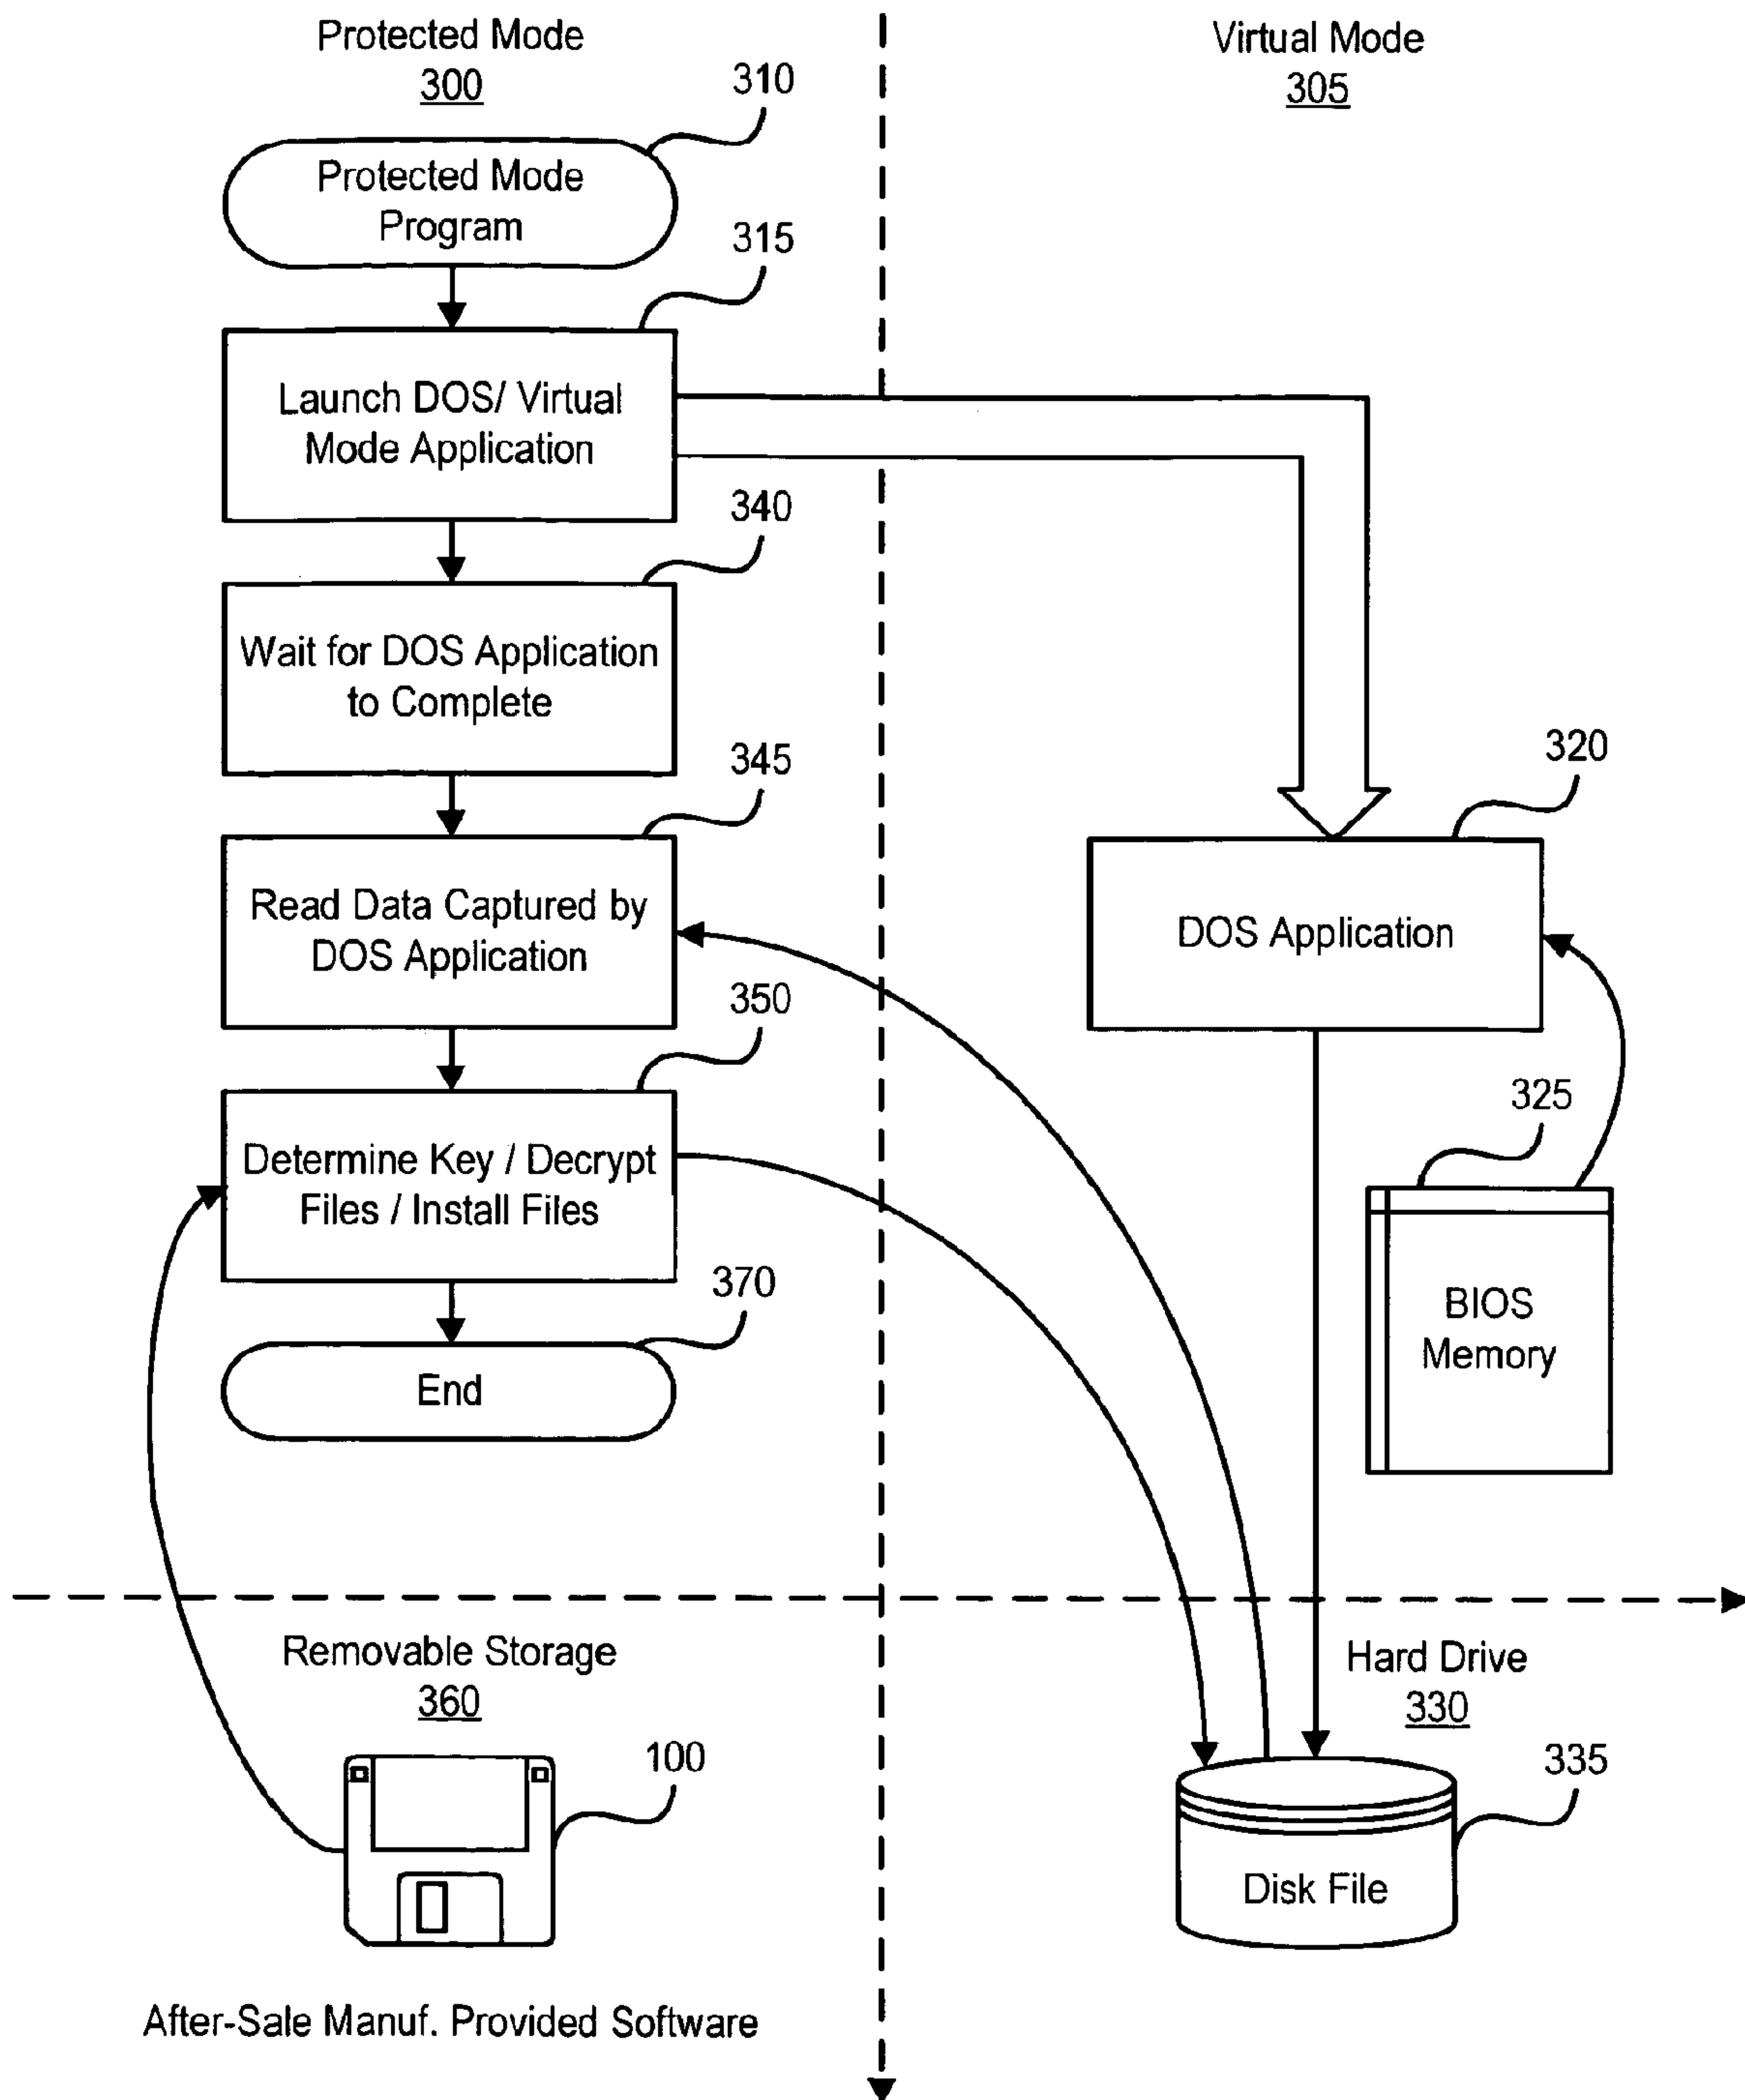 Protected Mode
300
310
Protected Mode
Program
315
Launch DOS/ Virtual
Mode Application
340
Wait for DOS Application
to Complete
345
Read Data Captured by
DOS Application
350
Determine Key / Decrypt
Files / Install Files
370
End
Virtual Mode
305
320
DOS Application
325
BIOS
Memory
Removable Storage
360
100
After-Sale Manuf. Provided Software
Hard Drive
330
335
Disk File